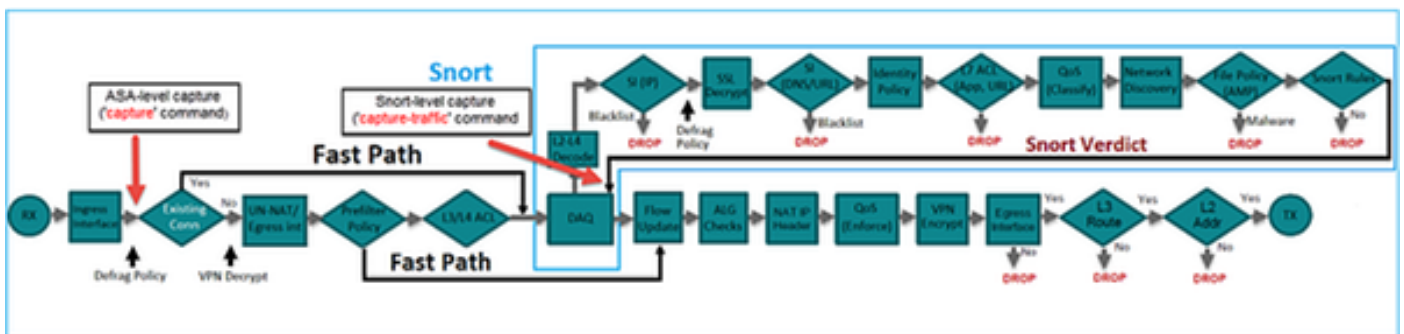 Snort
ASA-level capture
('capture' command)
Snort-level capture
('capture-traffic' command
SI (IP)
SSL
Decrypt
SI
(DNS/URL)
Identity
Policy
L7 ACL
(App, URL)
QoS
(Classify)
Network
Discovery
File Policy
(AMP)
Snort Rules
Blacklist
DROP
Defrag
Policy
Blacklist
DROP
DROP
Malware
DROP
No
DROP
Snort Verdict
L2-L4
Decode
Fast Path
Yes
RX
Ingress
Interface
Existing
Conn
No
UN-NAT/
Egress int
Prefilter
Policy
L3/L4 ACL
DAQ
Flow
Update
ALG
Checks
NAT IP
Header
QoS
(Enforce)
VPN
Encrypt
Egress
Interface
Yes
L3
Route
Yes
L2
Addr
Yes
TX
Defrag Policy
VPN Decrypt
Fast Path
No
DROP
No
DROP
No
DROP